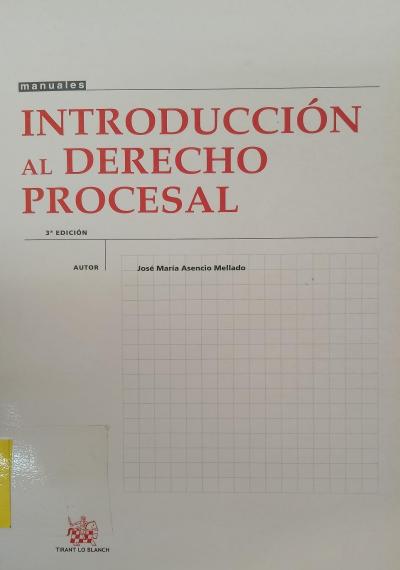 manuales
INTRODUCCIÓN
AL DERECHO
PROCESAL
3ª EDICIÓN
AUTOR
José María Asencio Mellado
TIRANT LO BLANCH